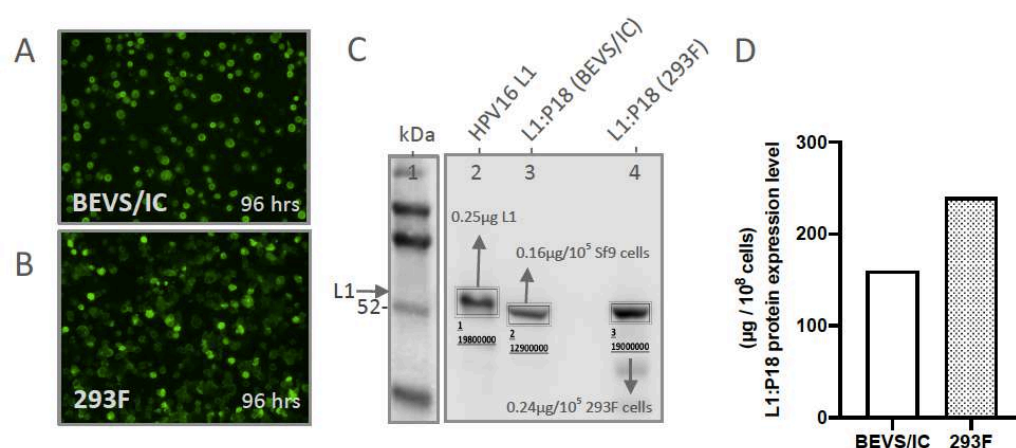 A
BEVS/IC 96 hrs
B
293F 96 hrs
C
kDa
HPV16 L1
L1:P18 (BEVS/IC)
L1:P18 (293F)
1 2 3 4
0.25µg L1
0.16µg/10⁵ Sf9 cells
L1
52-
1
19800000
2
12900000
3
19000000
0.24µg/10⁵ 293F cells
D
L1:P18 protein expression level
(µg / 10⁸ cells)
300
200
100
0
BEVS/IC 293F